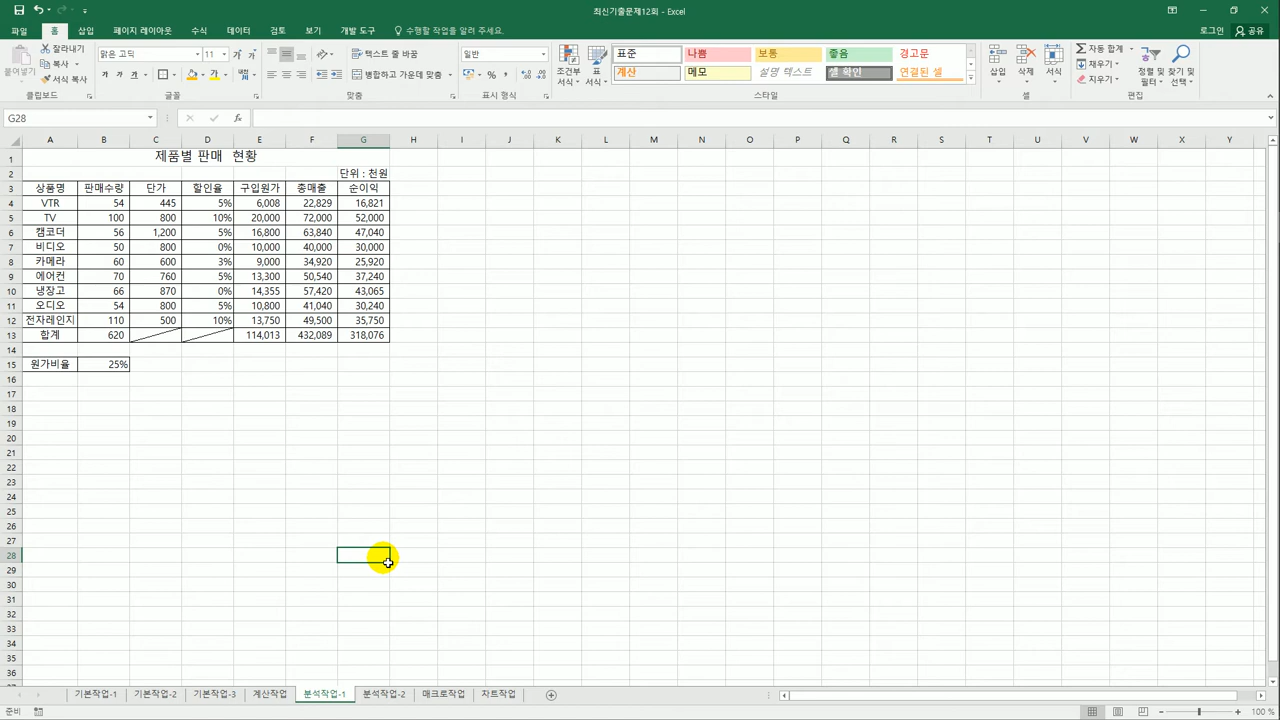 최신기출문제12회 - Excel
파일 홈 삽입 페이지 레이아웃 수식 데이터 검토 보기 개발 도구 수행할 작업을 알려 주세요. 로그인 공유
붙여넣기 잘라내기 복사 서식 복사 클립보드
맑은 고딕 11 가 가 가 가 가 글꼴
텍스트 줄 바꿈 병합하고 가운데 맞춤 맞춤
일반 % , 표시 형식
조건부 서식 표 서식 표준 나쁨 보통 좋음 경고문
계산 메모 설명 텍스트 셀 확인 연결된 셀 스타일
삽입 삭제 서식 셀
자동 합계 채우기 지우기 정렬 및 필터 찾기 및 선택 편집
G28 fx
A B C D E F G H I J K L M N O P Q R S T U V W X Y
1 제품별 판매 현황
2 단위 : 천원
3 상품명 판매수량 단가 할인율 구입원가 총매출 순이익
4 VTR 54 445 5% 6,008 22,829 16,821
5 TV 100 800 10% 20,000 72,000 52,000
6 캠코더 56 1,200 5% 16,800 63,840 47,040
7 비디오 50 800 0% 10,000 40,000 30,000
8 카메라 60 600 3% 9,000 34,920 25,920
9 에어컨 70 760 5% 13,300 50,540 37,240
10 냉장고 66 870 0% 14,355 57,420 43,065
11 오디오 54 800 5% 10,800 41,040 30,240
12 전자레인지 110 500 10% 13,750 49,500 35,750
13 합계 620 114,013 432,089 318,076
14
15 원가비율 25%
16
17
18
19
20
21
22
23
24
25
26
27
28
29
30
31
32
33
34
35
36
기본작업-1 기본작업-2 기본작업-3 계산작업 분석작업-1 분석작업-2 매크로작업 차트작업
준비 100 %